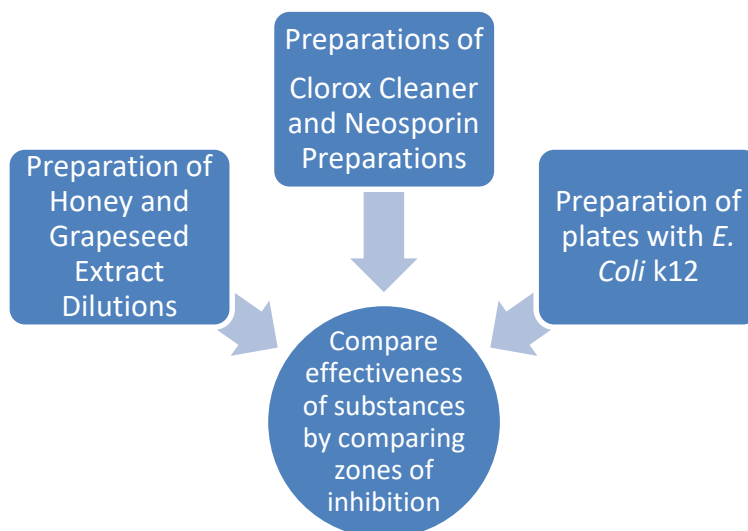 Preparations of
Clorox Cleaner
and Neosporin
Preparations
Preparation of
Honey and
Grapeseed
Extract
Dilutions
Preparation of
plates with E.
Coli k12
Compare
effectiveness
of substances
by comparing
zones of
inhibition